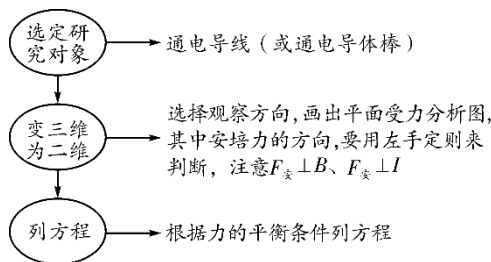 选定研
究对象
通电导线（或通电导体棒）
变三维
为二维
选择观察方向,画出平面受力分析图,
其中安培力的方向,要用左手定则来
判断，注意F安⊥B、F安⊥I
列方程
根据力的平衡条件列方程